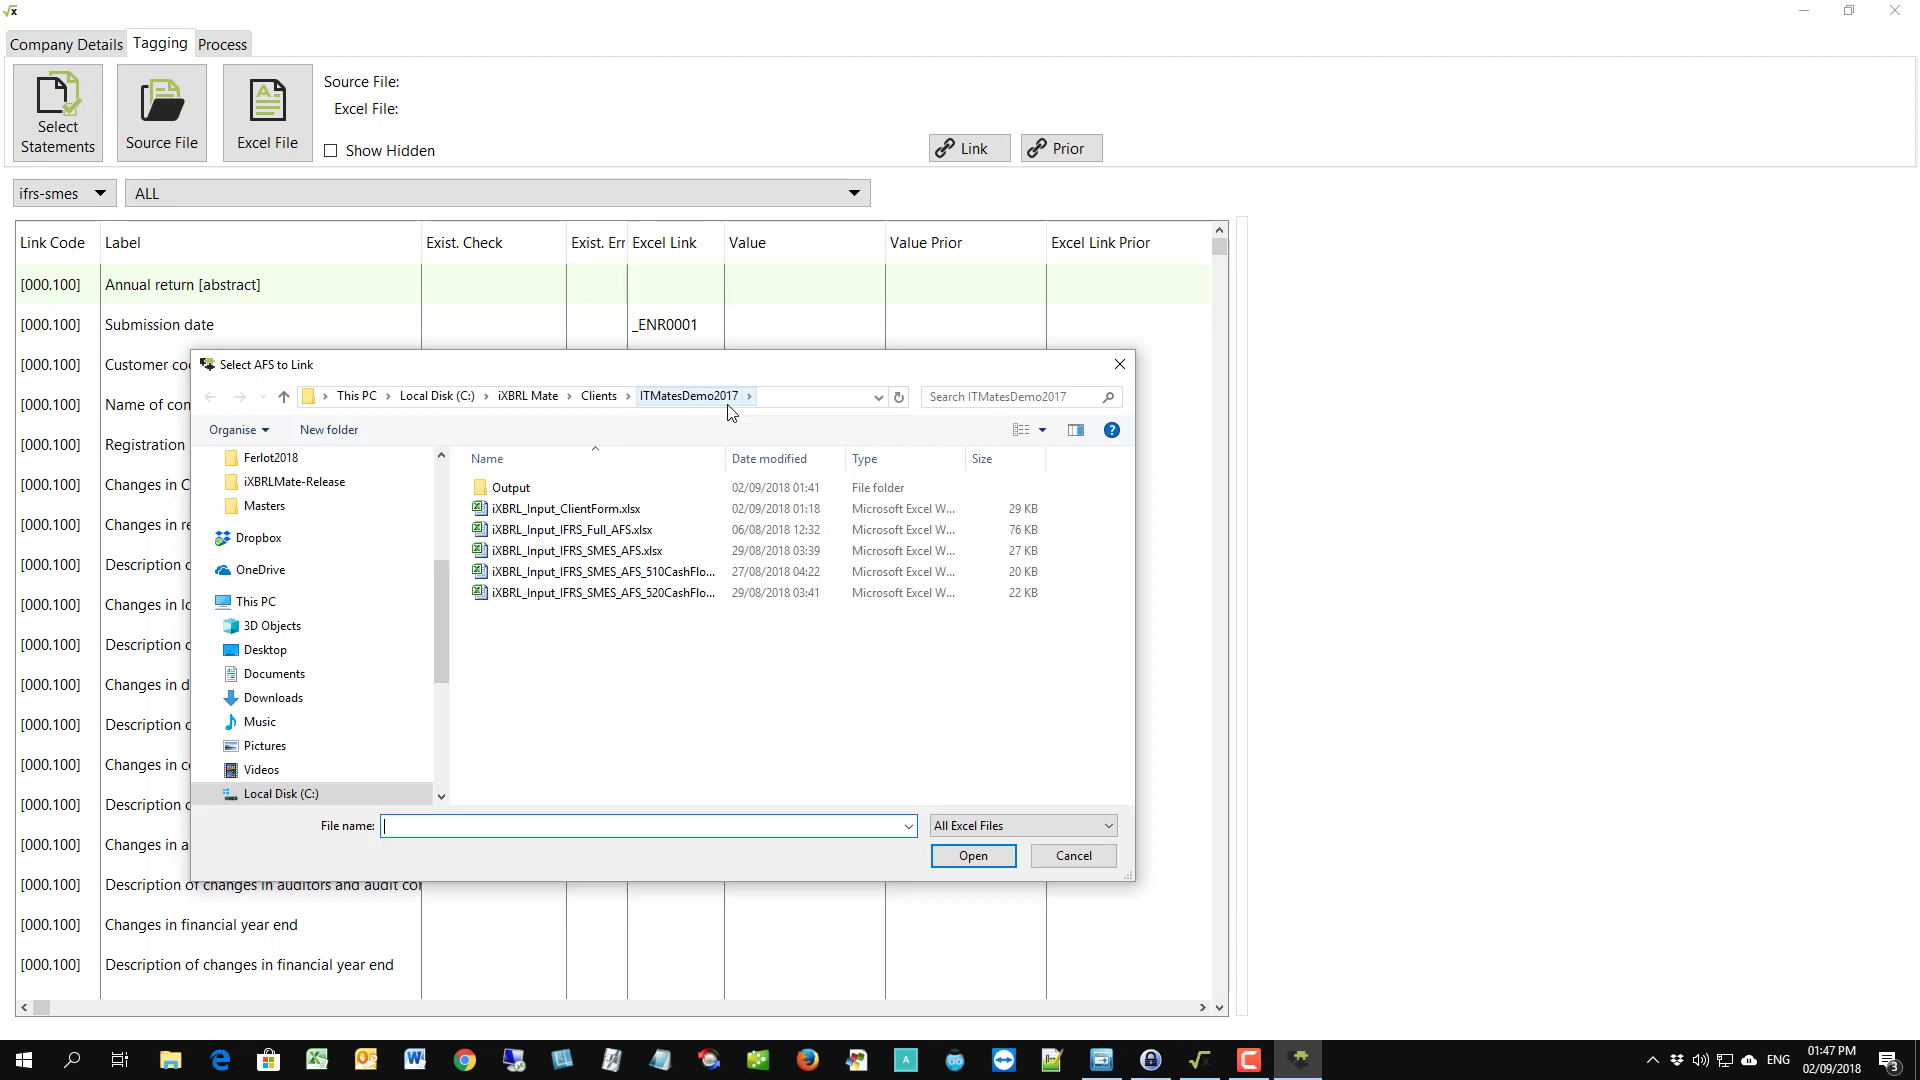 Company Details Tagging Process
Select Statements
Source File
Excel File
Source File:
Excel File:
Show Hidden
Link Prior
ifrs-smes ALL
Link Code Label Exist. Check Exist. Err Excel Link Value Value Prior Excel Link Prior
[000.100] Annual return [abstract]
[000.100] Submission date _ENR0001
[000.100] Customer co
[000.100] Name of con
[000.100] Registration
[000.100] Changes in C
[000.100] Changes in re
[000.100] Description c
[000.100] Changes in lo
[000.100] Description c
[000.100] Changes in d
[000.100] Description c
[000.100] Changes in c
[000.100] Description c
[000.100] Changes in a
[000.100] Description of changes in auditors and audit co
[000.100] Changes in financial year end
[000.100] Description of changes in financial year end
Select AFS to Link
This PC Local Disk (C:) iXBRL Mate Clients ITMatesDemo2017
Search ITMatesDemo2017
Organise New folder
Ferlot2018
iXBRLMate-Release
Masters
Dropbox
OneDrive
This PC
3D Objects
Desktop
Documents
Downloads
Music
Pictures
Videos
Local Disk (C:)
Name Date modified Type Size
Output 02/09/2018 01:41 File folder
iXBRL_Input_ClientForm.xlsx 02/09/2018 01:18 Microsoft Excel W... 29 KB
iXBRL_Input_IFRS_Full_AFS.xlsx 06/08/2018 12:32 Microsoft Excel W... 76 KB
iXBRL_Input_IFRS_SMES_AFS.xlsx 29/08/2018 03:39 Microsoft Excel W... 27 KB
iXBRL_Input_IFRS_SMES_AFS_510CashFlo... 27/08/2018 04:22 Microsoft Excel W... 20 KB
iXBRL_Input_IFRS_SMES_AFS_520CashFlo... 29/08/2018 03:41 Microsoft Excel W... 22 KB
File name: All Excel Files
Open Cancel
ENG 01:47 PM
02/09/2018
3